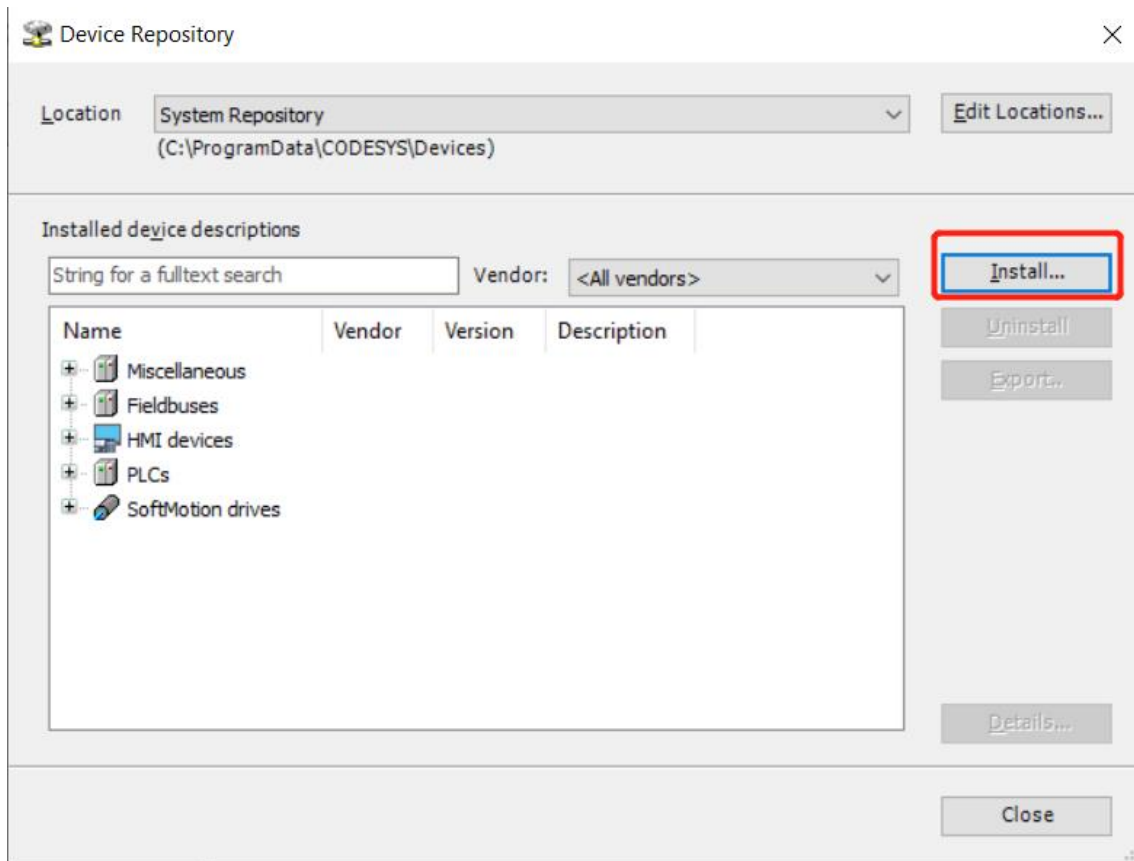 Device Repository
Location System Repository Edit Locations...
(C:\ProgramData\CODESYS\Devices)
Installed device descriptions
String for a fulltext search Vendor: <All vendors> Install...
Name Vendor Version Description Uninstall
Miscellaneous Export..
Fieldbuses
HMI devices
PLCs
SoftMotion drives
Details...
Close